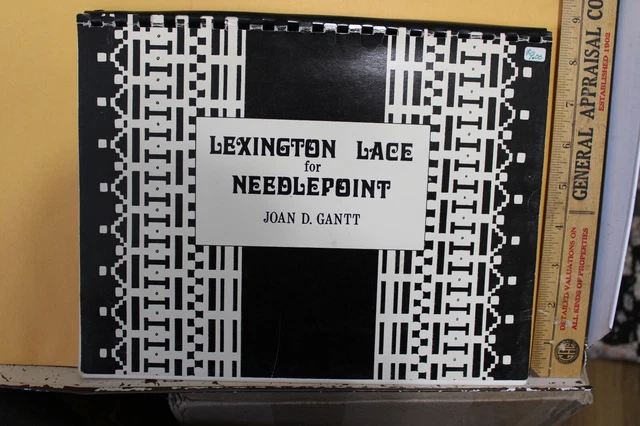 LEXINGTON LACE
for
NEEDLEPOINT
JOAN D. GANTT
GENERAL APPRAISAL CO
ESTABLISHED 1902
DETAILED VALUATIONS ON
ALL KINDS OF PROPERTIES